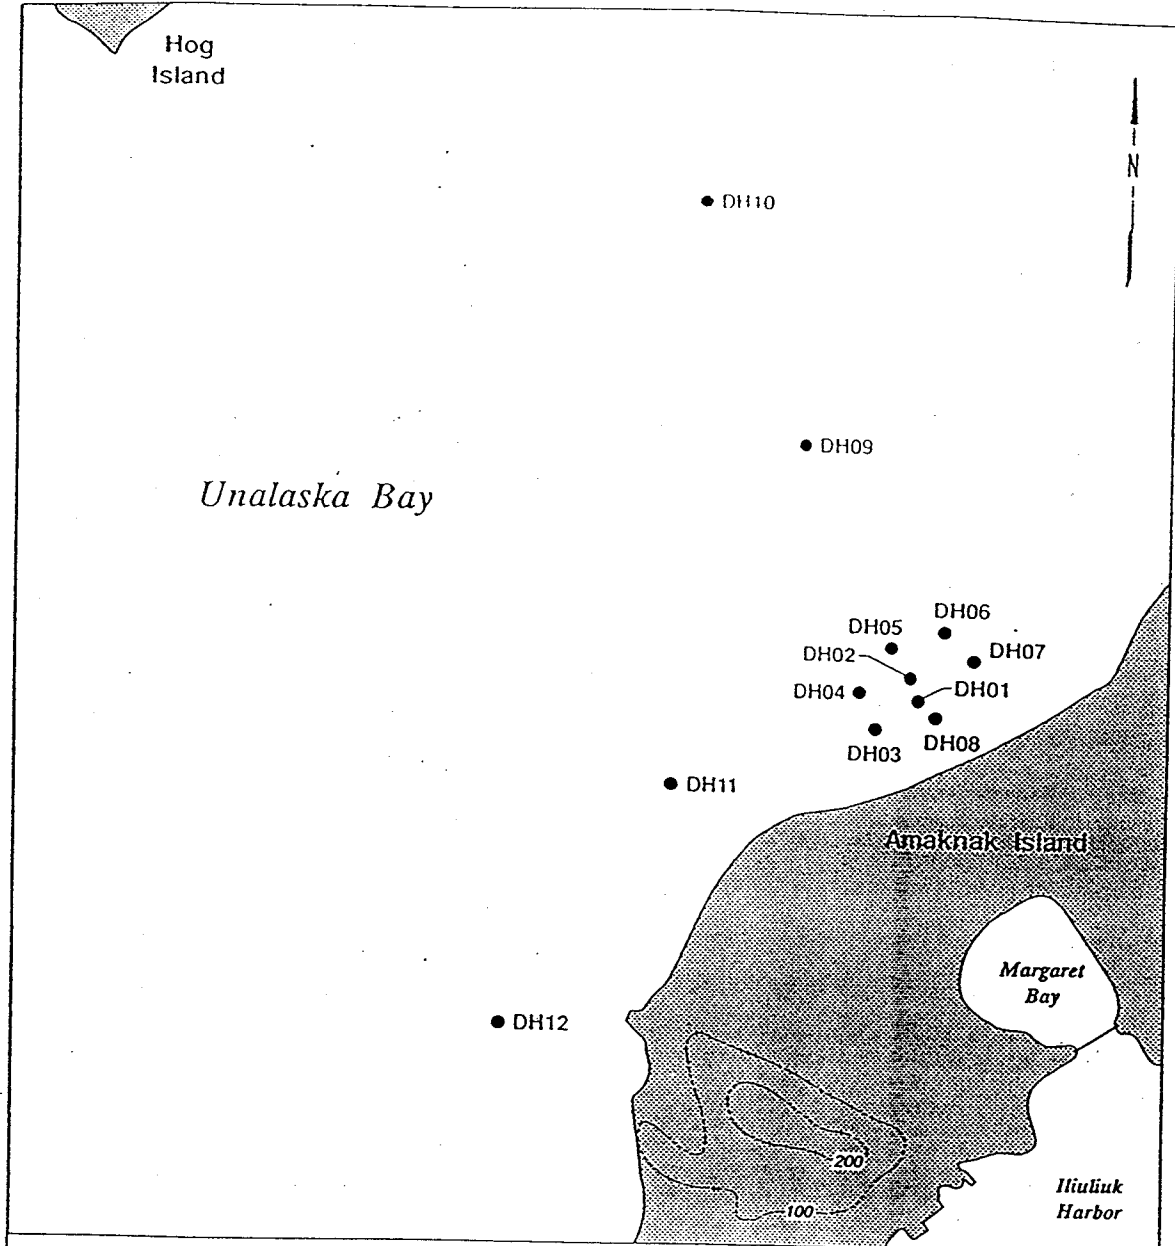 Hog
Island
N
DH10
DH09
Unalaska Bay
DH06
DH05
DH07
DH02
DH01
DH04
DH08
DH03
DH11
Amaknak Island
Margaret
Bay
DH12
200
Iliuliuk
Harbor
100